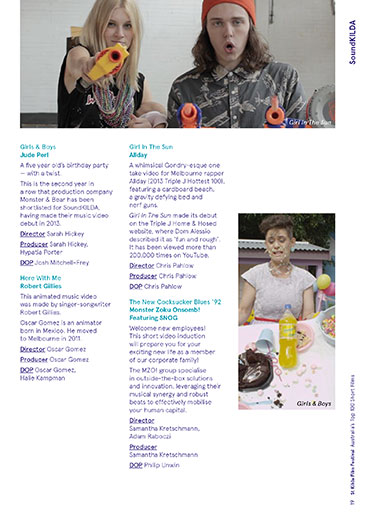 SoundKILDA
Girl In The Sun
Girls & Boys
Jude Perl
A five year old's birthday party
— with a twist.
This is the second year in
a row that production company
Monster & Bear has been
shortlisted for SoundKILDA,
having made their music video
debut in 2013.
Director Sarah Hickey
Producer Sarah Hickey,
Hypatia Porter
DOP Josh Mitchell-Frey
Here With Me
Robert Gillies
This animated music video
was made by singer-songwriter
Robert Gillies.
Oscar Gomez is an animator
born in Mexico. He moved
to Melbourne in 2011.
Director Oscar Gomez
Producer Oscar Gomez
DOP Oscar Gomez,
Haile Kampman
Girl In The Sun
Allday
A whimsical Gondry-esque one
take video for Melbourne rapper
Allday (2013 Triple J Hottest 100),
featuring a cardboard beach,
a gravity defying bed and
nerf guns.
Girl In The Sun made its debut
on the Triple J Home & Hosed
website, where Dom Alessio
described it as 'fun and rough'.
It has been viewed more than
200,000 times on YouTube.
Director Chris Pahlow
Producer Chris Pahlow
DOP Chris Pahlow
The New Cocksucker Blues '92
Monster Zoku Onsomb!
Featuring SNOG
Welcome new employees!
This short video induction
will prepare you for your
exciting new life as a member
of our corporate family!
The MZO! group specialise
in outside-the-box solutions
and innovation, leveraging their
musical synergy and robust
beats to effectively mobilise
your human capital.
Director
Samantha Kretschmann,
Adam Raboczi
Producer
Samantha Kretschmann
DOP Philip Unwin
Girls & Boys
19 St Kilda Film Festival Australia's Top 100 Short Films